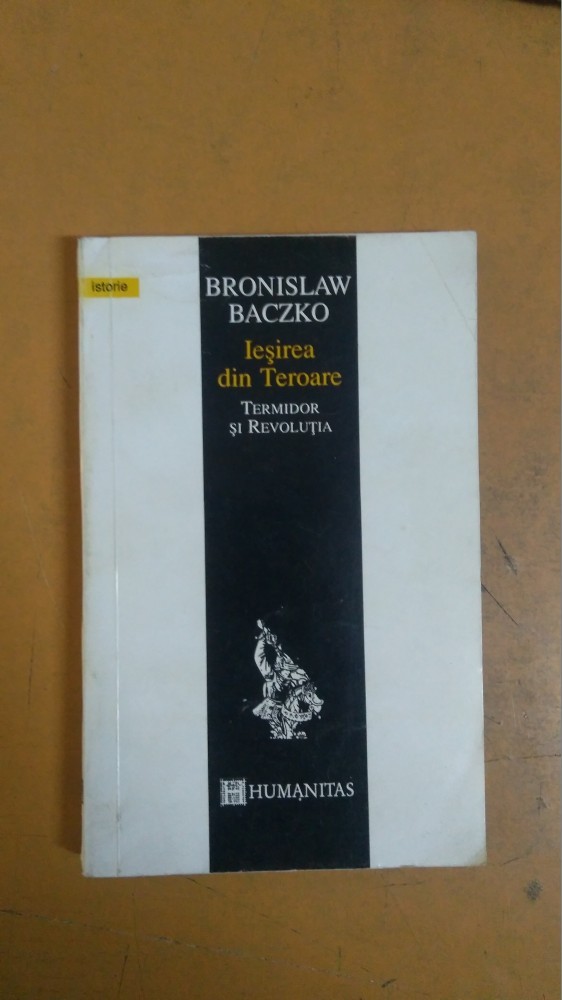 istorie
BRONISLAW
BACZKO
Ieşirea
din Teroare
TERMIDOR
ŞI REVOLUŢIA
HUMANITAS